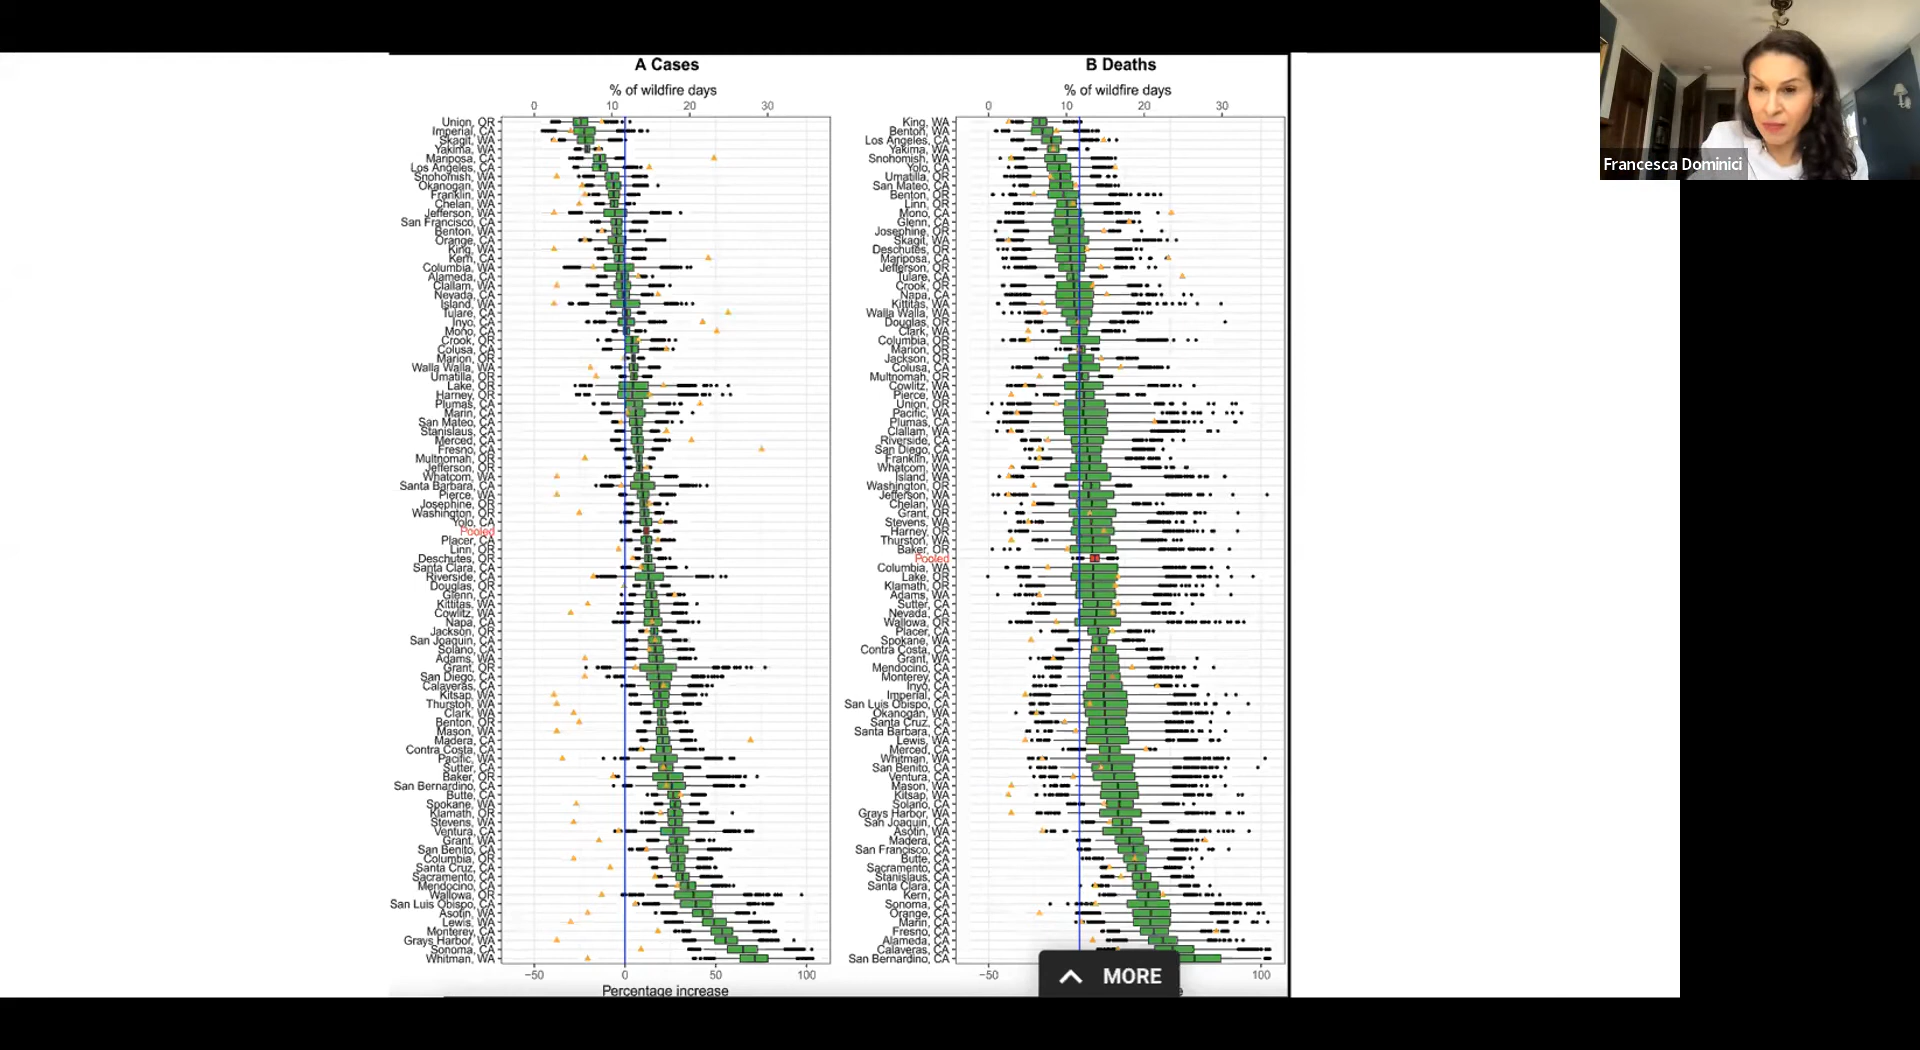 A Cases
% of wildfire days
0 10 20 30
Union, OR
Imperial, CA
Skagit, WA
Yakima, WA
Mariposa, CA
Los Angeles, CA
Snohomish, WA
Okanogan, WA
Franklin, WA
Chelan, WA
Jefferson, WA
San Francisco, CA
Benton, WA
Orange, CA
King, WA
Kern, CA
Columbia, WA
Alameda, CA
Clallam, WA
Nevada, CA
Island, WA
Tulare, CA
Inyo, CA
Mono, CA
Crook, OR
Colusa, CA
Marion, OR
Walla Walla, WA
Umatilla, OR
Lake, OR
Harney, OR
Plumas, CA
Marin, CA
San Mateo, CA
Stanislaus, CA
Merced, CA
Fresno, CA
Multnomah, OR
Jefferson, OR
Whatcom, WA
Santa Barbara, CA
Pierce, WA
Josephine, OR
Washington, OR
Yolo, CA
Pooled
Placer, CA
Linn, OR
Deschutes, OR
Santa Clara, CA
Riverside, CA
Douglas, OR
Glenn, CA
Kittitas, WA
Cowlitz, WA
Napa, CA
Jackson, OR
San Joaquin, CA
Solano, CA
Adams, WA
Grant, OR
San Diego, CA
Calaveras, CA
Kitsap, WA
Thurston, WA
Clark, WA
Benton, OR
Mason, WA
Madera, CA
Contra Costa, CA
Pacific, WA
Sutter, CA
Baker, OR
San Bernardino, CA
Butte, CA
Spokane, WA
Klamath, OR
Stevens, WA
Ventura, CA
Grant, WA
San Benito, CA
Columbia, OR
Santa Cruz, CA
Sacramento, CA
Mendocino, CA
Wallowa, OR
San Luis Obispo, CA
Asotin, WA
Lewis, WA
Monterey, CA
Grays Harbor, WA
Sonoma, CA
Whitman, WA
−50 0 50 100
Percentage increase
B Deaths
% of wildfire days
0 10 20 30
King, WA
Benton, WA
Los Angeles, CA
Yakima, WA
Snohomish, WA
Yolo, CA
Umatilla, OR
San Mateo, CA
Benton, OR
Linn, OR
Mono, CA
Glenn, CA
Josephine, OR
Skagit, WA
Deschutes, OR
Mariposa, CA
Jefferson, OR
Tulare, CA
Crook, OR
Napa, CA
Kittitas, WA
Walla Walla, WA
Douglas, OR
Clark, WA
Columbia, OR
Marion, OR
Jackson, OR
Colusa, CA
Multnomah, OR
Cowlitz, WA
Pierce, WA
Union, OR
Pacific, WA
Plumas, CA
Clallam, WA
Riverside, CA
San Diego, CA
Franklin, WA
Whatcom, WA
Island, WA
Washington, OR
Jefferson, WA
Chelan, WA
Grant, OR
Stevens, WA
Harney, OR
Thurston, WA
Baker, OR
Pooled
Columbia, WA
Lake, OR
Klamath, OR
Adams, WA
Sutter, CA
Nevada, CA
Wallowa, OR
Placer, CA
Spokane, WA
Contra Costa, CA
Grant, WA
Mendocino, CA
Monterey, CA
Inyo, CA
Imperial, CA
San Luis Obispo, CA
Okanogan, WA
Santa Cruz, CA
Santa Barbara, CA
Lewis, WA
Merced, CA
Whitman, WA
San Benito, CA
Ventura, CA
Mason, WA
Kitsap, WA
Solano, CA
Grays Harbor, WA
San Joaquin, CA
Asotin, WA
Madera, CA
San Francisco, CA
Butte, CA
Sacramento, CA
Stanislaus, CA
Santa Clara, CA
Kern, CA
Sonoma, CA
Orange, CA
Marin, CA
Fresno, CA
Alameda, CA
Calaveras, CA
San Bernardino, CA
−50 100
MORE
Francesca Dominici